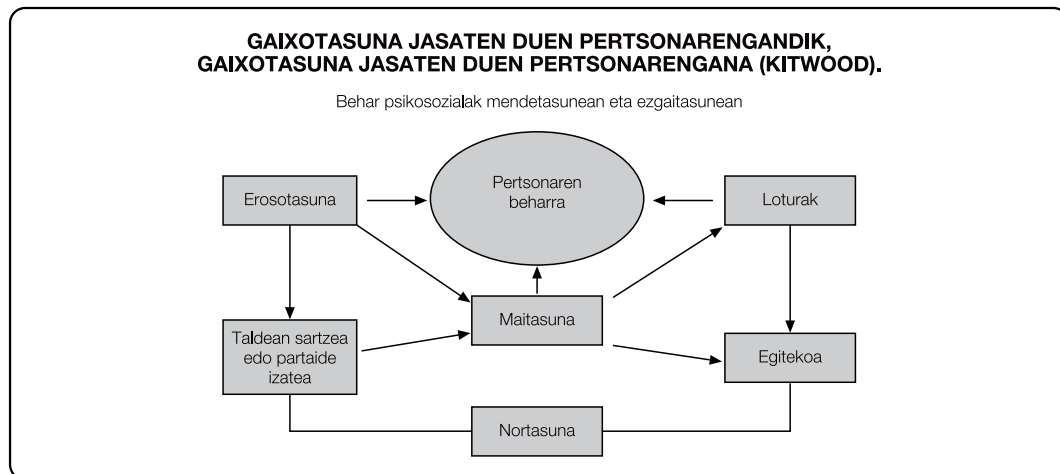 GAIXOTASUNA JASATEN DUEN PERTSONARENGANDIK,
GAIXOTASUNA JASATEN DUEN PERTSONARENGANA (KITWOOD).
Behar psikosozialak mendetasunean eta ezgaitasunean
Pertsonaren
beharra
Erosotasuna
Loturak
Maitasuna
Taldean sartzea
edo partaide
izatea
Egitekoa
Nortasuna